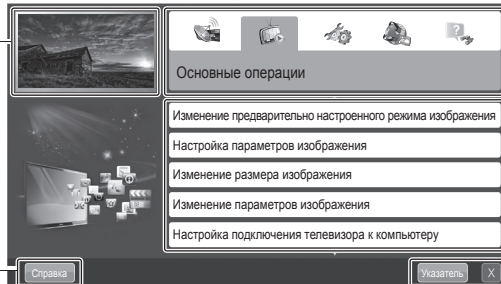 Основные операции
Изменение предварительно настроенного режима изображения
Настройка параметров изображения
Изменение размера изображения
Изменение параметров изображения
Настройка подключения телевизора к компьютеру
Справка
Указатель X